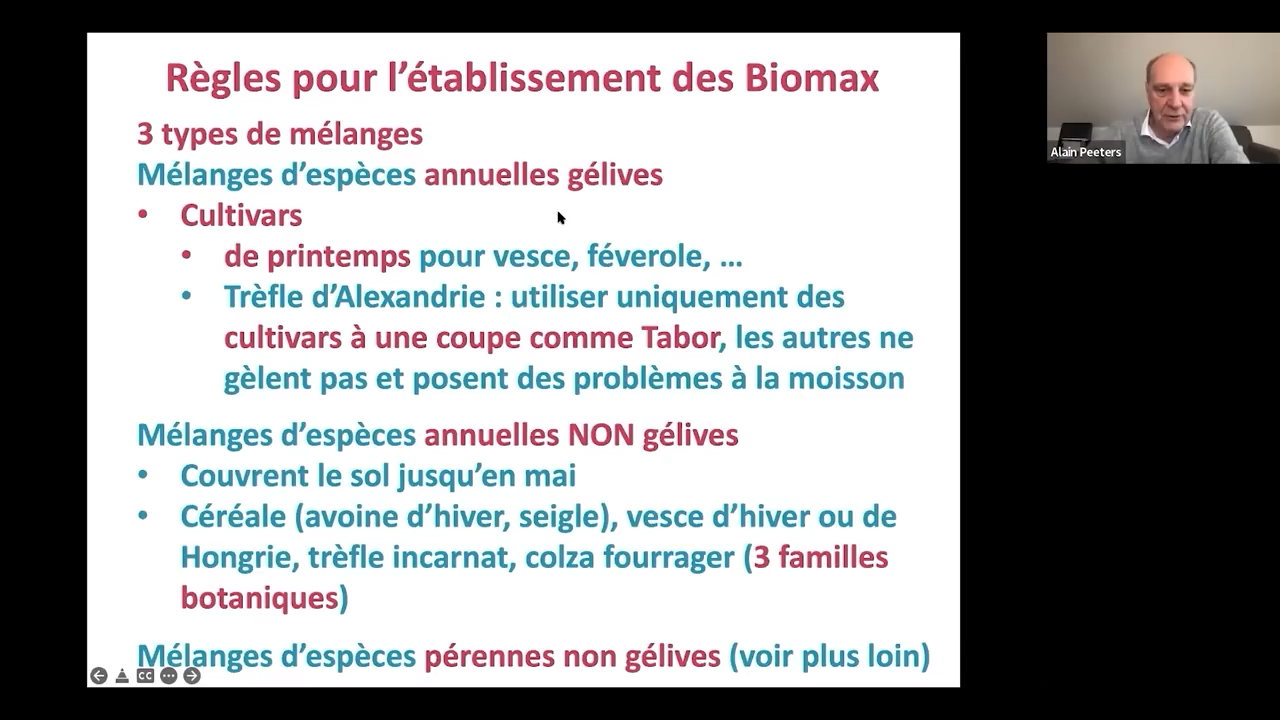 Règles pour l’établissement des Biomax
3 types de mélanges
Mélanges d’espèces annuelles gélives
• Cultivars
• de printemps pour vesce, féverole, …
• Trèfle d’Alexandrie : utiliser uniquement des
cultivars à une coupe comme Tabor, les autres ne
gèlent pas et posent des problèmes à la moisson
Mélanges d’espèces annuelles NON gélives
• Couvrent le sol jusqu’en mai
• Céréale (avoine d’hiver, seigle), vesce d’hiver ou de
Hongrie, trèfle incarnat, colza fourrager (3 familles
botaniques)
Mélanges d’espèces pérennes non gélives (voir plus loin)
CC
Alain Peeters